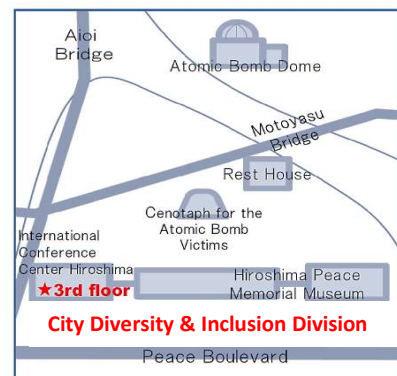 Aioi
Bridge
Atomic Bomb Dome
Motoyasu
Bridge
Rest House
Cenotaph for the
Atomic Bomb
Victims
International
Conference
Center Hiroshima
★3rd floor
Hiroshima Peace
Memorial Museum
City Diversity & Inclusion Division
Peace Boulevard